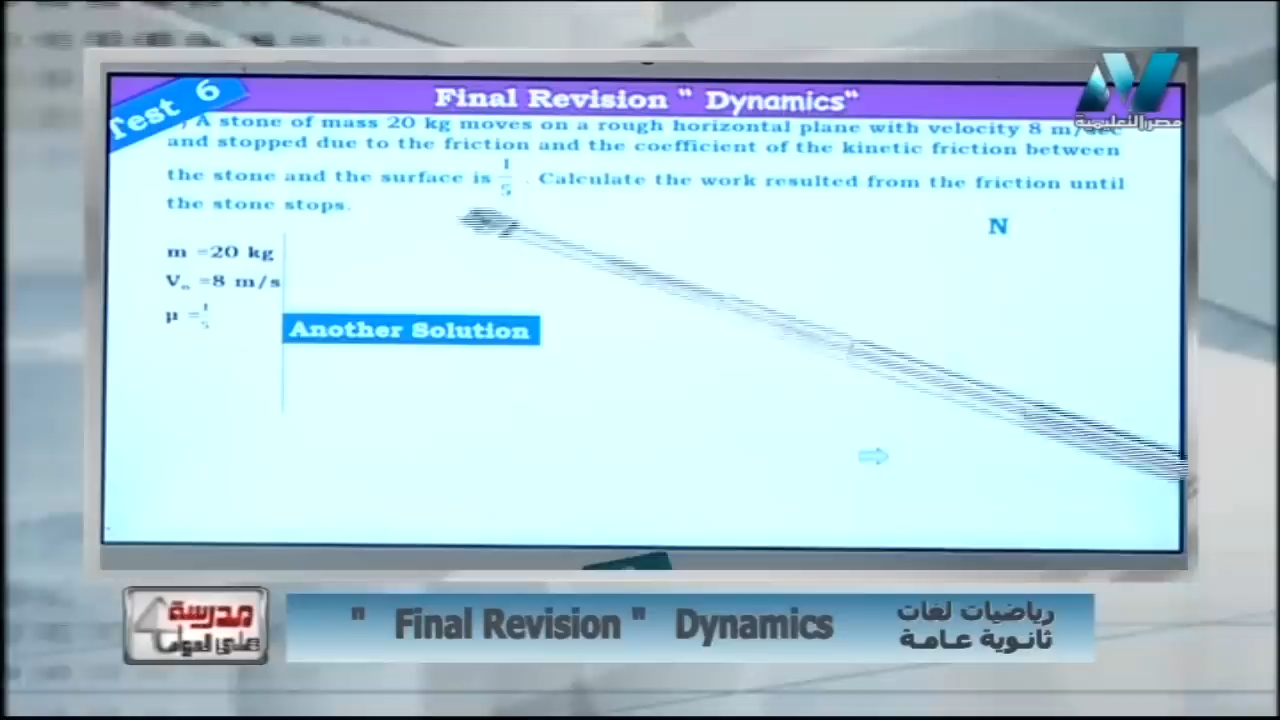 Test 6
Final Revision " Dynamics"
A stone of mass 20 kg moves on a rough horizontal plane with velocity 8 m/sec
and stopped due to the friction and the coefficient of the kinetic friction between
the stone and the surface is 1/5 . Calculate the work resulted from the friction until
the stone stops.
N
m =20 kg
V₀ =8 m/s
μ =1/5
Another Solution
مصر التعليمية
مدرسة
على الهواء
" Final Revision " Dynamics
رياضيات لغات
ثانوية عامة